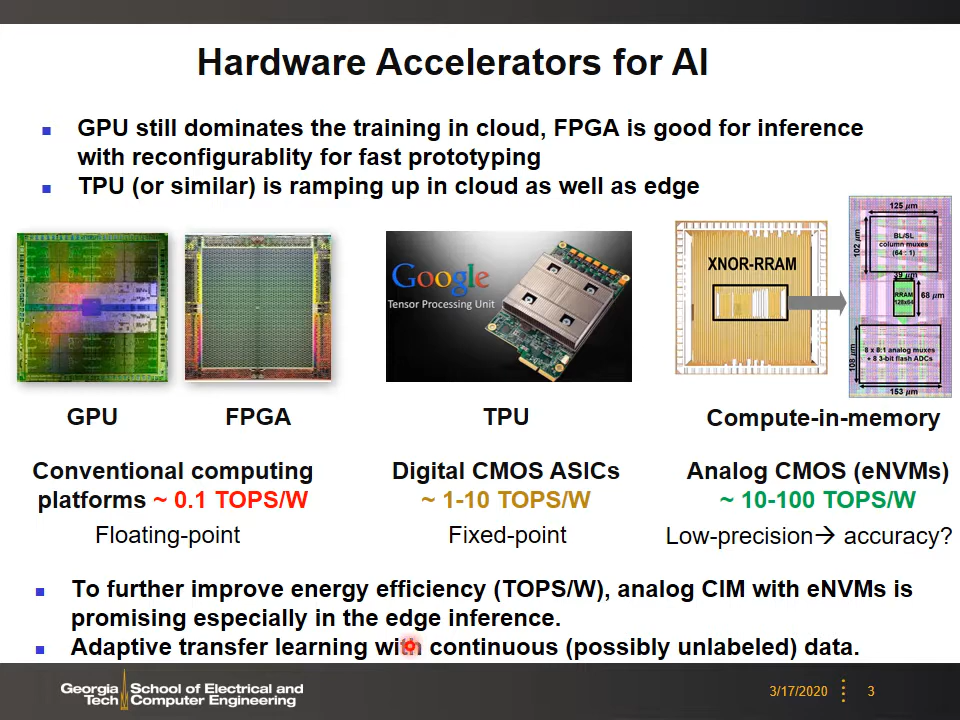 Hardware Accelerators for AI
GPU still dominates the training in cloud, FPGA is good for inference
with reconfigurablity for fast prototyping
TPU (or similar) is ramping up in cloud as well as edge
Google
Tensor Processing Unit
XNOR-RRAM
125 μm
102 μm
BL/SL
column muxes
(64 : 1)
RRAM
128x64
68 μm
108 μm
8 x 8:1 analog muxes
+ 8 3-bit flash ADCs
153 μm
GPU
FPGA
TPU
Compute-in-memory
Conventional computing
platforms ~ 0.1 TOPS/W
Floating-point
Digital CMOS ASICs
~ 1-10 TOPS/W
Fixed-point
Analog CMOS (eNVMs)
~ 10-100 TOPS/W
Low-precision→ accuracy?
To further improve energy efficiency (TOPS/W), analog CIM with eNVMs is
promising especially in the edge inference.
Adaptive transfer learning with continuous (possibly unlabeled) data.
Georgia Tech
School of Electrical and
Computer Engineering
3/17/2020
3